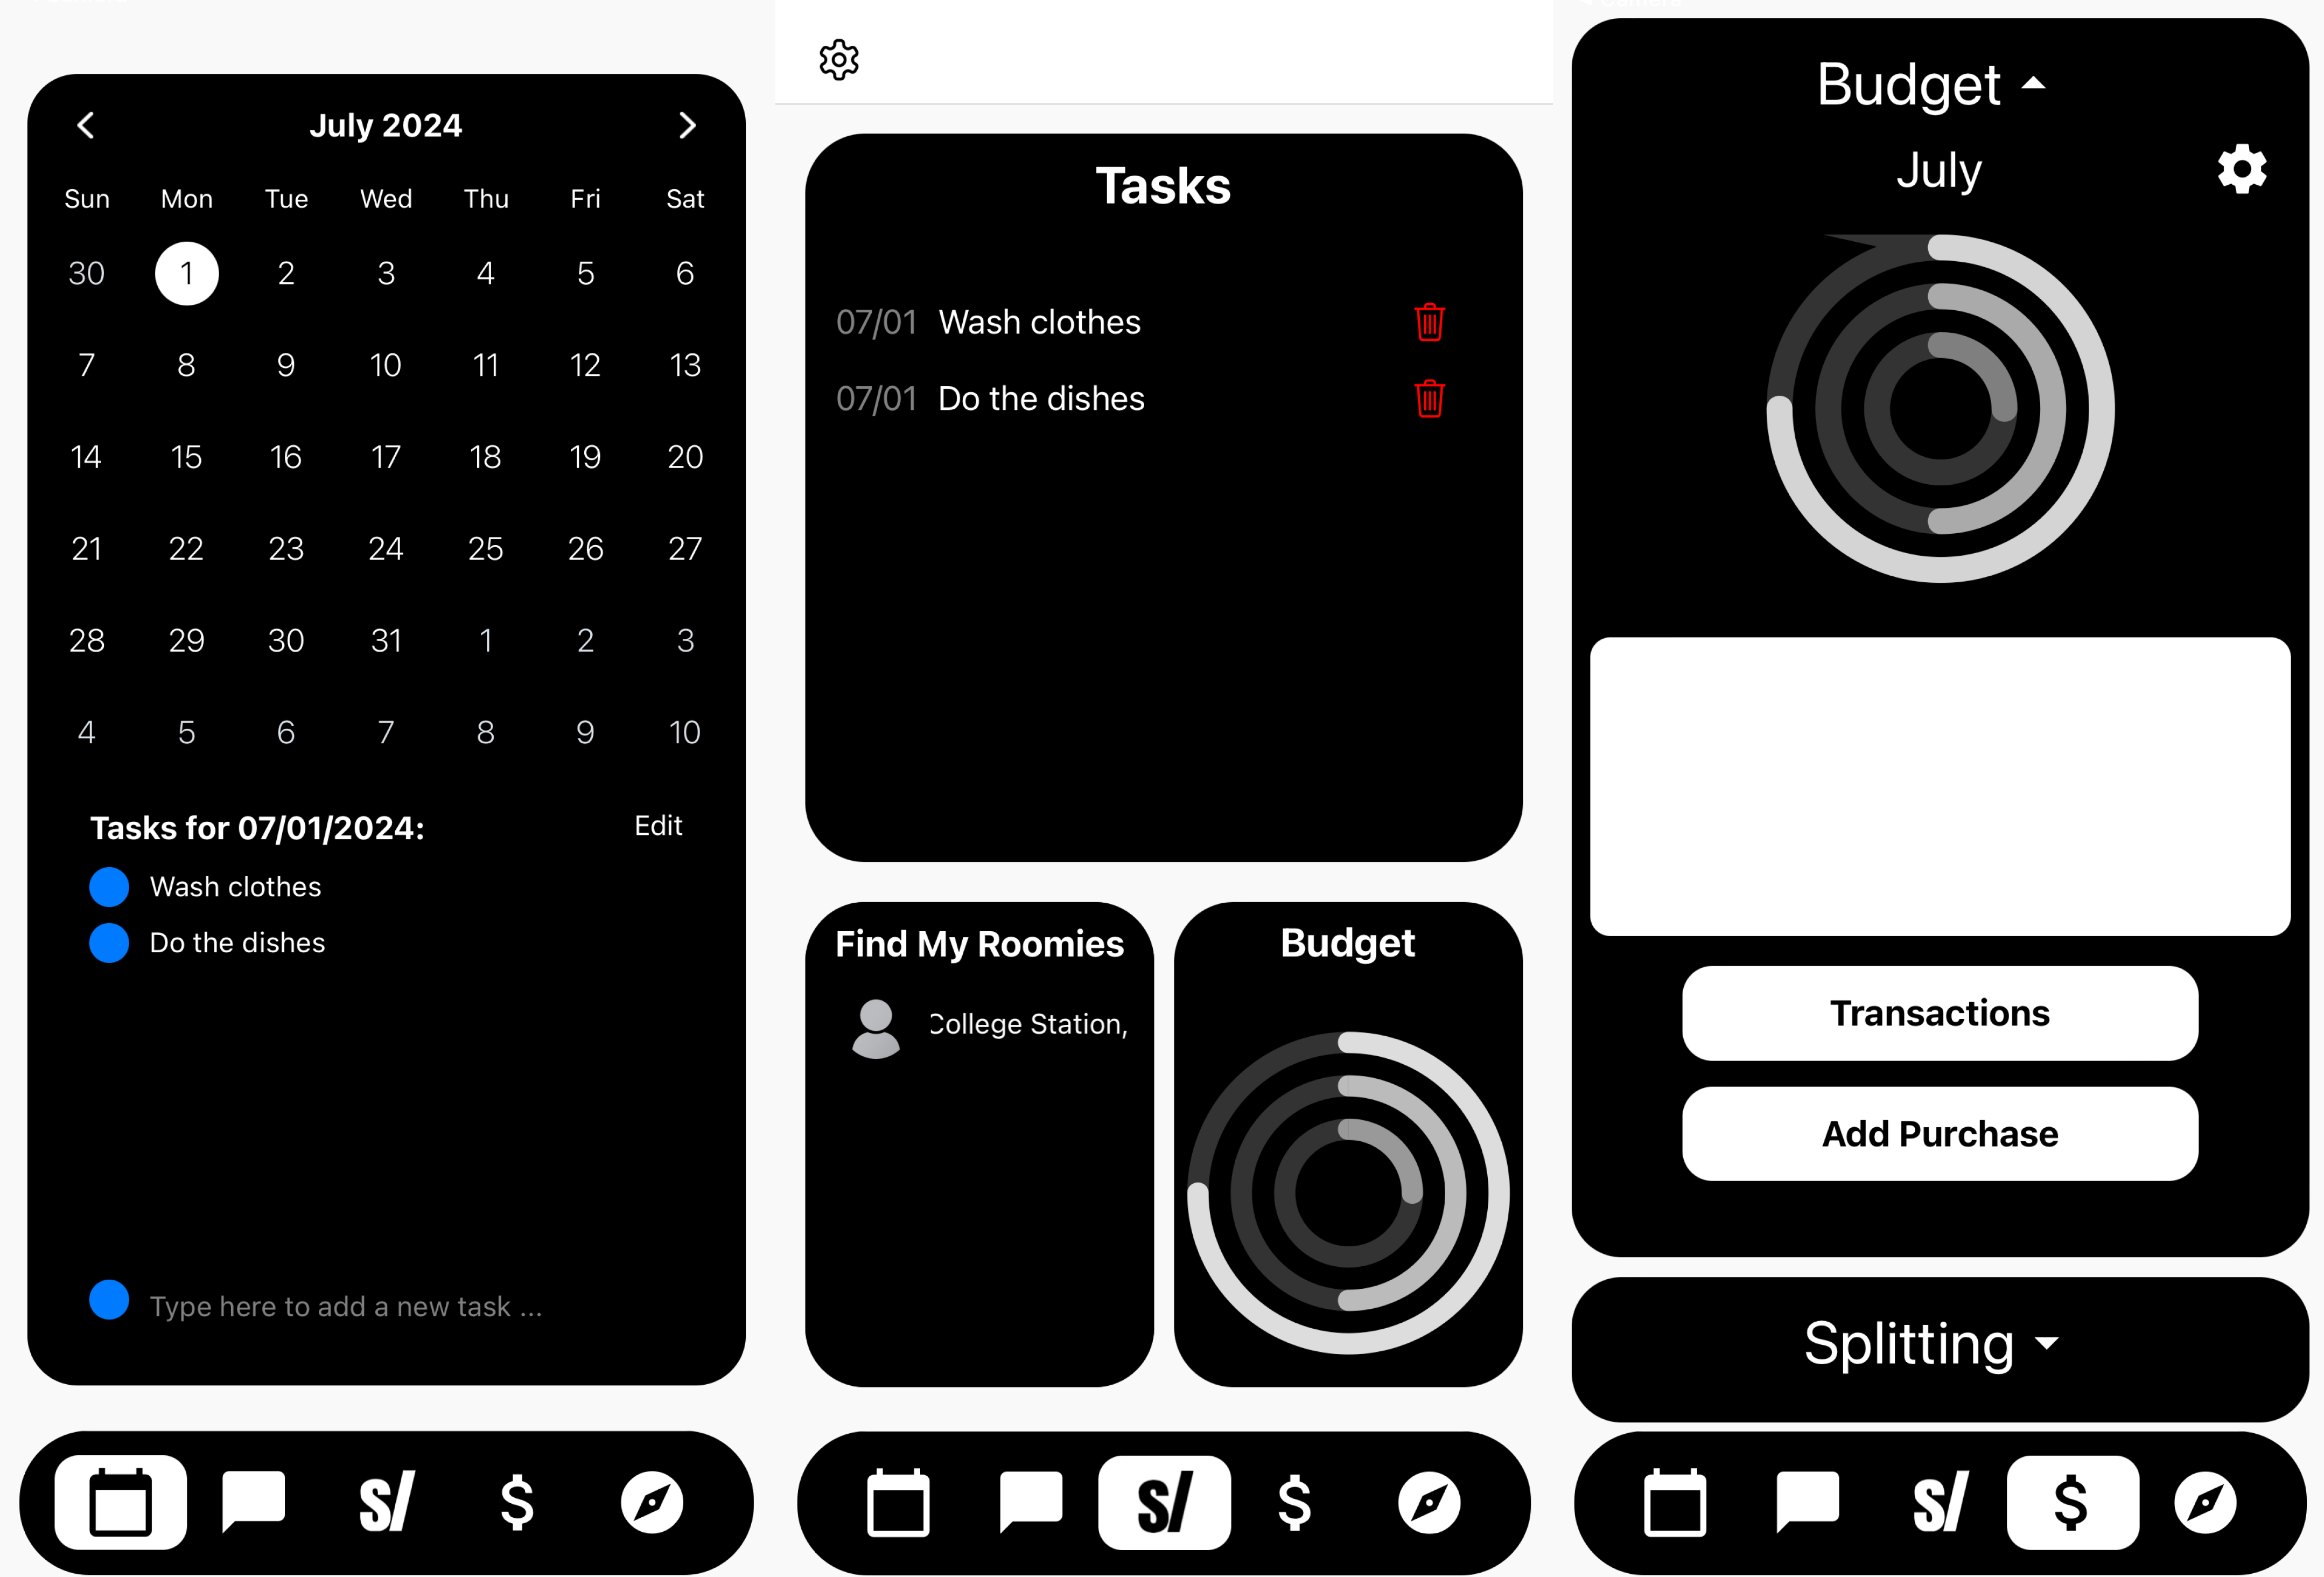 July 2024
Sun Mon Tue Wed Thu Fri Sat
30 1 2 3 4 5 6
7 8 9 10 11 12 13
14 15 16 17 18 19 20
21 22 23 24 25 26 27
28 29 30 31 1 2 3
4 5 6 7 8 9 10
Tasks for 07/01/2024: Edit
Wash clothes
Do the dishes
Type here to add a new task ...
S/ $
Tasks
07/01 Wash clothes
07/01 Do the dishes
Find My Roomies
College Station,
Budget
S/ $
Budget
July
Transactions
Add Purchase
Splitting
S/ $